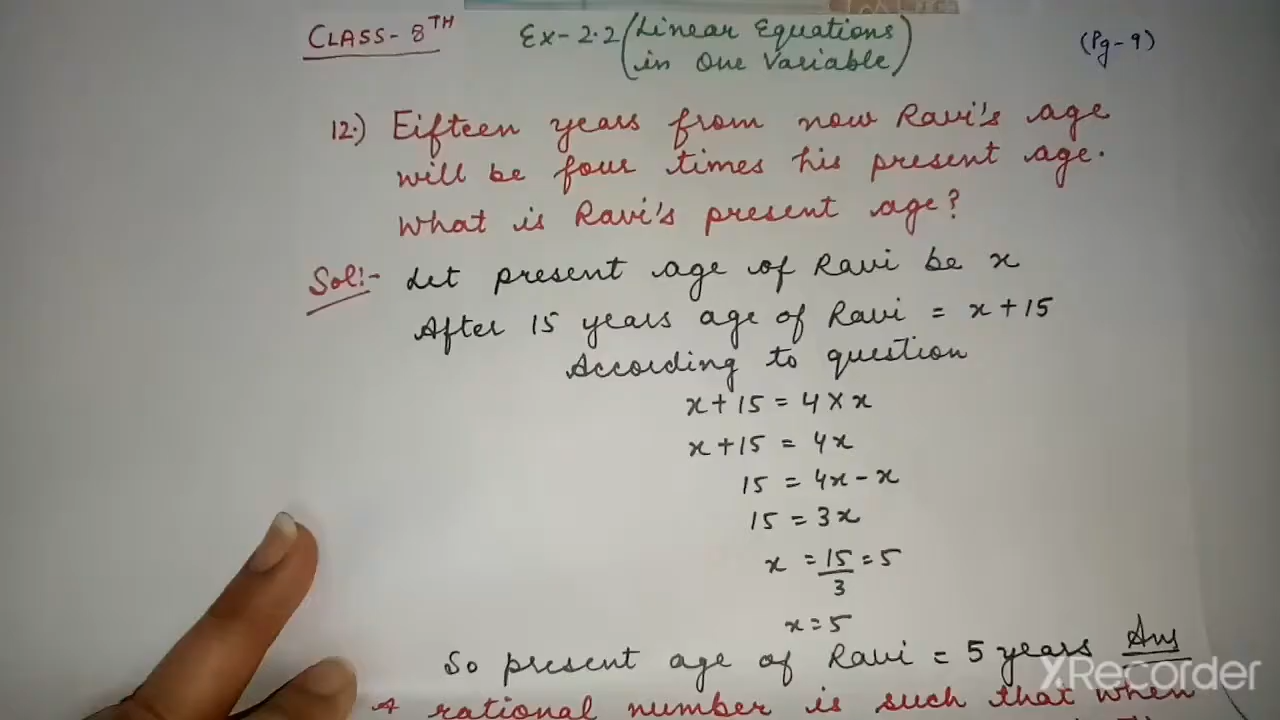 CLASS-8TH Ex-2.2 (Linear Equations in One Variable) (Pg-9)
12.) Eifteen years from now Ravi's age
will be four times his present age.
What is Ravi's present age?
Sol:- Let present age of Ravi be x
After 15 years age of Ravi = x+15
According to question
x+15 = 4×x
x+15 = 4x
15 = 4x-x
15 = 3x
x = 15/3 = 5
x=5
So present age of Ravi = 5 years Ans
XRecorder
A rational number is such that when